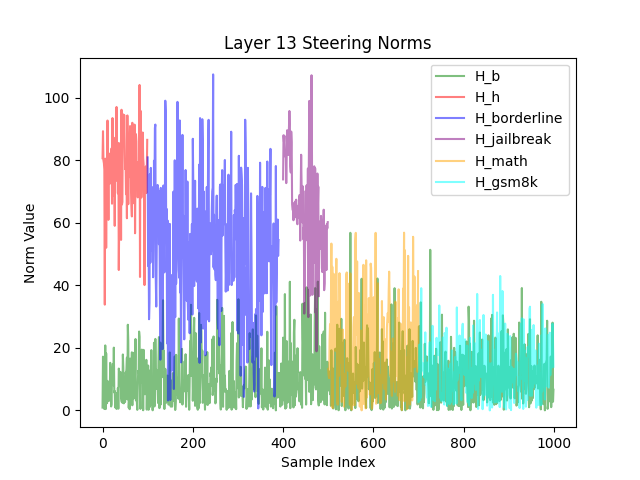 Layer 13 Steering Norms
H_b
H_h
H_borderline
H_jailbreak
H_math
H_gsm8k
Norm Value
100
80
60
40
20
0
0
200
400
600
800
1000
Sample Index